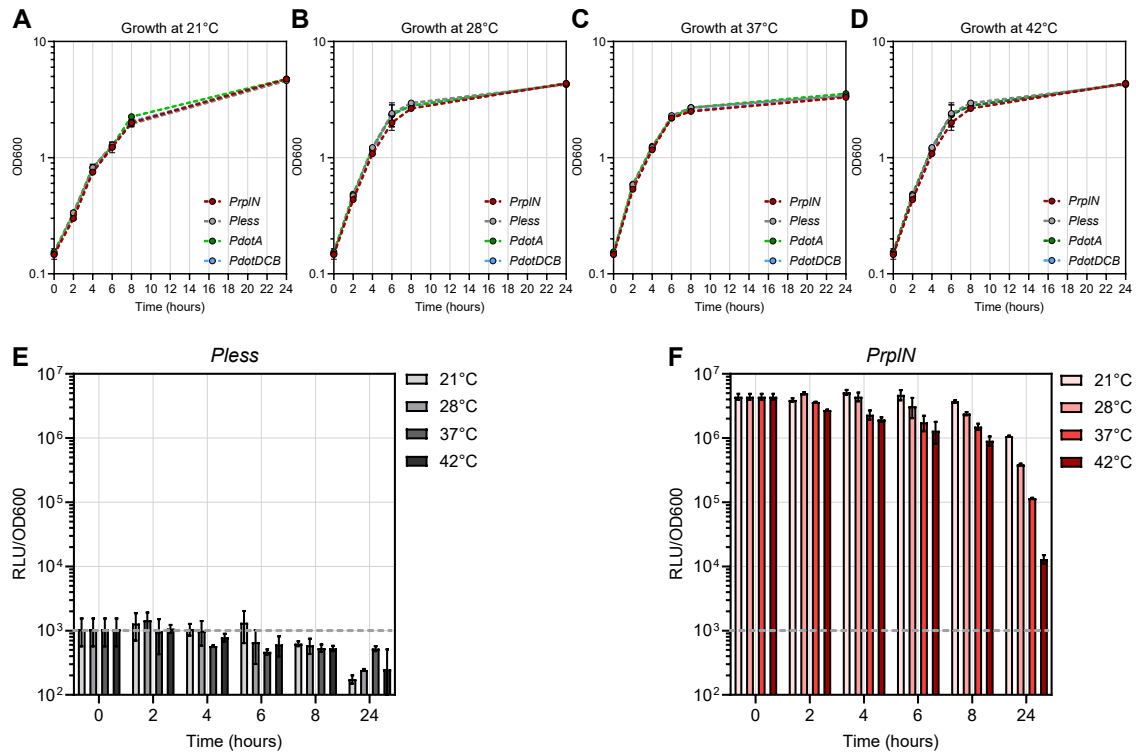 A
Growth at 21°C
10
1
0.1
OD600
0 2 4 6 8 10 12 14 16 18 20 22 24
Time (hours)
PrplN
Pless
PdotA
PdotDCB
B
Growth at 28°C
10
1
0.1
OD600
0 2 4 6 8 10 12 14 16 18 20 22 24
Time (hours)
PrplN
Pless
PdotA
PdotDCB
C
Growth at 37°C
10
1
0.1
OD600
0 2 4 6 8 10 12 14 16 18 20 22 24
Time (hours)
PrplN
Pless
PdotA
PdotDCB
D
Growth at 42°C
10
1
0.1
OD600
0 2 4 6 8 10 12 14 16 18 20 22 24
Time (hours)
PrplN
Pless
PdotA
PdotDCB
E
Pless
10⁷
10⁶
10⁵
10⁴
10³
10²
RLU/OD600
0 2 4 6 8 24
Time (hours)
21°C
28°C
37°C
42°C
F
PrplN
10⁷
10⁶
10⁵
10⁴
10³
10²
RLU/OD600
0 2 4 6 8 24
Time (hours)
21°C
28°C
37°C
42°C